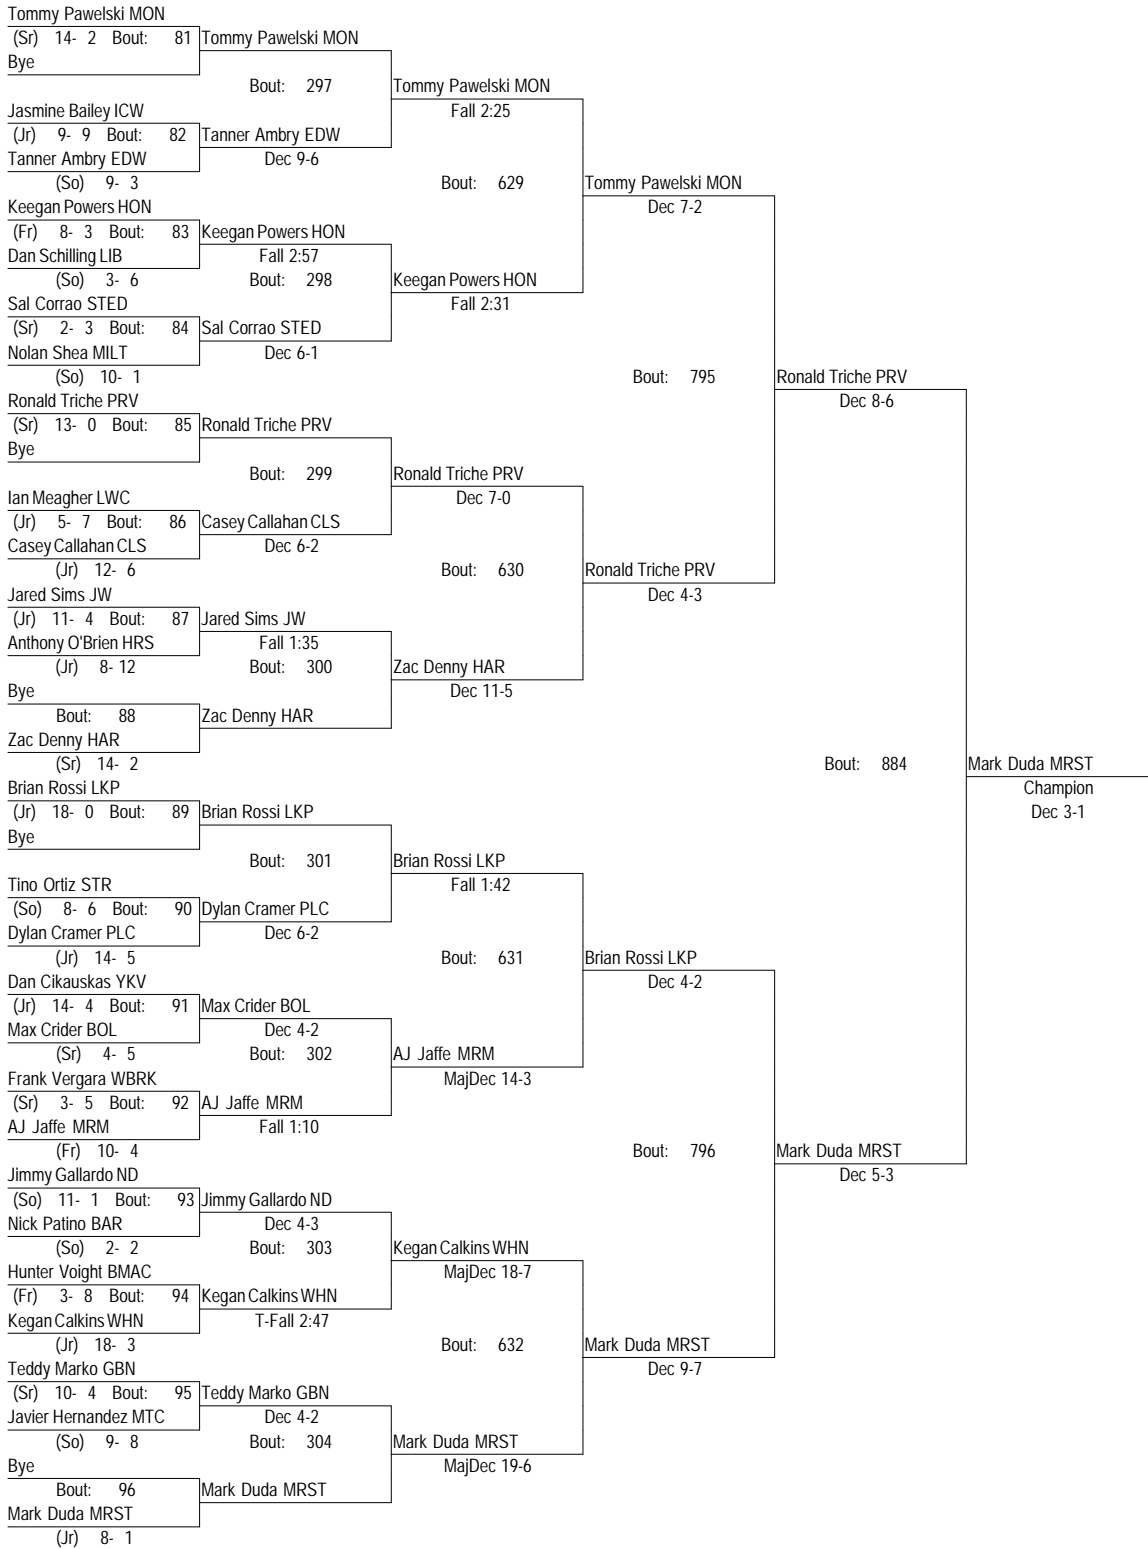 Tommy Pawelski MON
(Sr) 14- 2 Bout: 81 Tommy Pawelski MON
Bye
Bout: 297 Tommy Pawelski MON
Jasmine Bailey ICW Fall 2:25
(Jr) 9- 9 Bout: 82 Tanner Ambry EDW
Tanner Ambry EDW Dec 9-6
(So) 9- 3 Bout: 629 Tommy Pawelski MON
Keegan Powers HON Dec 7-2
(Fr) 8- 3 Bout: 83 Keegan Powers HON
Dan Schilling LIB Fall 2:57
(So) 3- 6 Bout: 298 Keegan Powers HON
Sal Corrao STED Fall 2:31
(Sr) 2- 3 Bout: 84 Sal Corrao STED
Nolan Shea MILT Dec 6-1
(So) 10- 1 Bout: 795 Ronald Triche PRV
Ronald Triche PRV Dec 8-6
(Sr) 13- 0 Bout: 85 Ronald Triche PRV
Bye
Bout: 299 Ronald Triche PRV
Ian Meagher LWC Dec 7-0
(Jr) 5- 7 Bout: 86 Casey Callahan CLS
Casey Callahan CLS Dec 6-2
(Jr) 12- 6 Bout: 630 Ronald Triche PRV
Jared Sims JW Dec 4-3
(Jr) 11- 4 Bout: 87 Jared Sims JW
Anthony O'Brien HRS Fall 1:35
(Jr) 8- 12 Bout: 300 Zac Denny HAR
Bye Dec 11-5
Bout: 88 Zac Denny HAR
Zac Denny HAR
(Sr) 14- 2 Bout: 884 Mark Duda MRST
Brian Rossi LKP Champion
(Jr) 18- 0 Bout: 89 Brian Rossi LKP Dec 3-1
Bye
Bout: 301 Brian Rossi LKP
Tino Ortiz STR Fall 1:42
(So) 8- 6 Bout: 90 Dylan Cramer PLC
Dylan Cramer PLC Dec 6-2
(Jr) 14- 5 Bout: 631 Brian Rossi LKP
Dan Cikauskas YKV Dec 4-2
(Jr) 14- 4 Bout: 91 Max Crider BOL
Max Crider BOL Dec 4-2
(Sr) 4- 5 Bout: 302 AJ Jaffe MRM
Frank Vergara WBRK MajDec 14-3
(Sr) 3- 5 Bout: 92 AJ Jaffe MRM
AJ Jaffe MRM Fall 1:10
(Fr) 10- 4 Bout: 796 Mark Duda MRST
Jimmy Gallardo ND Dec 5-3
(So) 11- 1 Bout: 93 Jimmy Gallardo ND
Nick Patino BAR Dec 4-3
(So) 2- 2 Bout: 303 Kegan Calkins WHN
Hunter Voight BMAC MajDec 18-7
(Fr) 3- 8 Bout: 94 Kegan Calkins WHN
Kegan Calkins WHN T-Fall 2:47
(Jr) 18- 3 Bout: 632 Mark Duda MRST
Teddy Marko GBN Dec 9-7
(Sr) 10- 4 Bout: 95 Teddy Marko GBN
Javier Hernandez MTC Dec 4-2
(So) 9- 8 Bout: 304 Mark Duda MRST
Bye MajDec 19-6
Bout: 96 Mark Duda MRST
Mark Duda MRST
(Jr) 8- 1